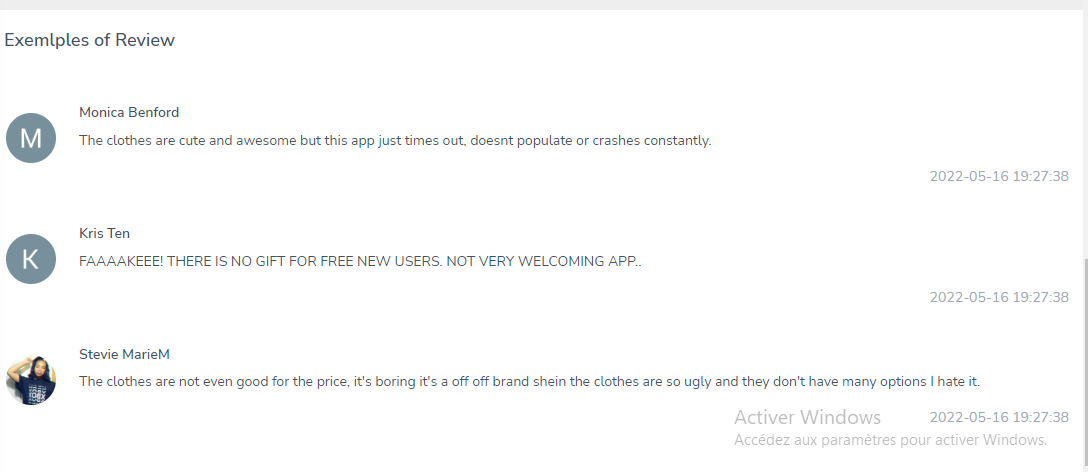 Exemlples of Review
Monica Benford
M
The clothes are cute and awesome but this app just times out, doesnt populate or crashes constantly.
2022-05-16 19:27:38
Kris Ten
K
FAAAAKEEE! THERE IS NO GIFT FOR FREE NEW USERS. NOT VERY WELCOMING APP..
2022-05-16 19:27:38
Stevie MarieM
The clothes are not even good for the price, it's boring it's a off off brand shein the clothes are so ugly and they don't have many options I hate it.
2022-05-16 19:27:38
Activer Windows
Accédez aux paramètres pour activer Windows.